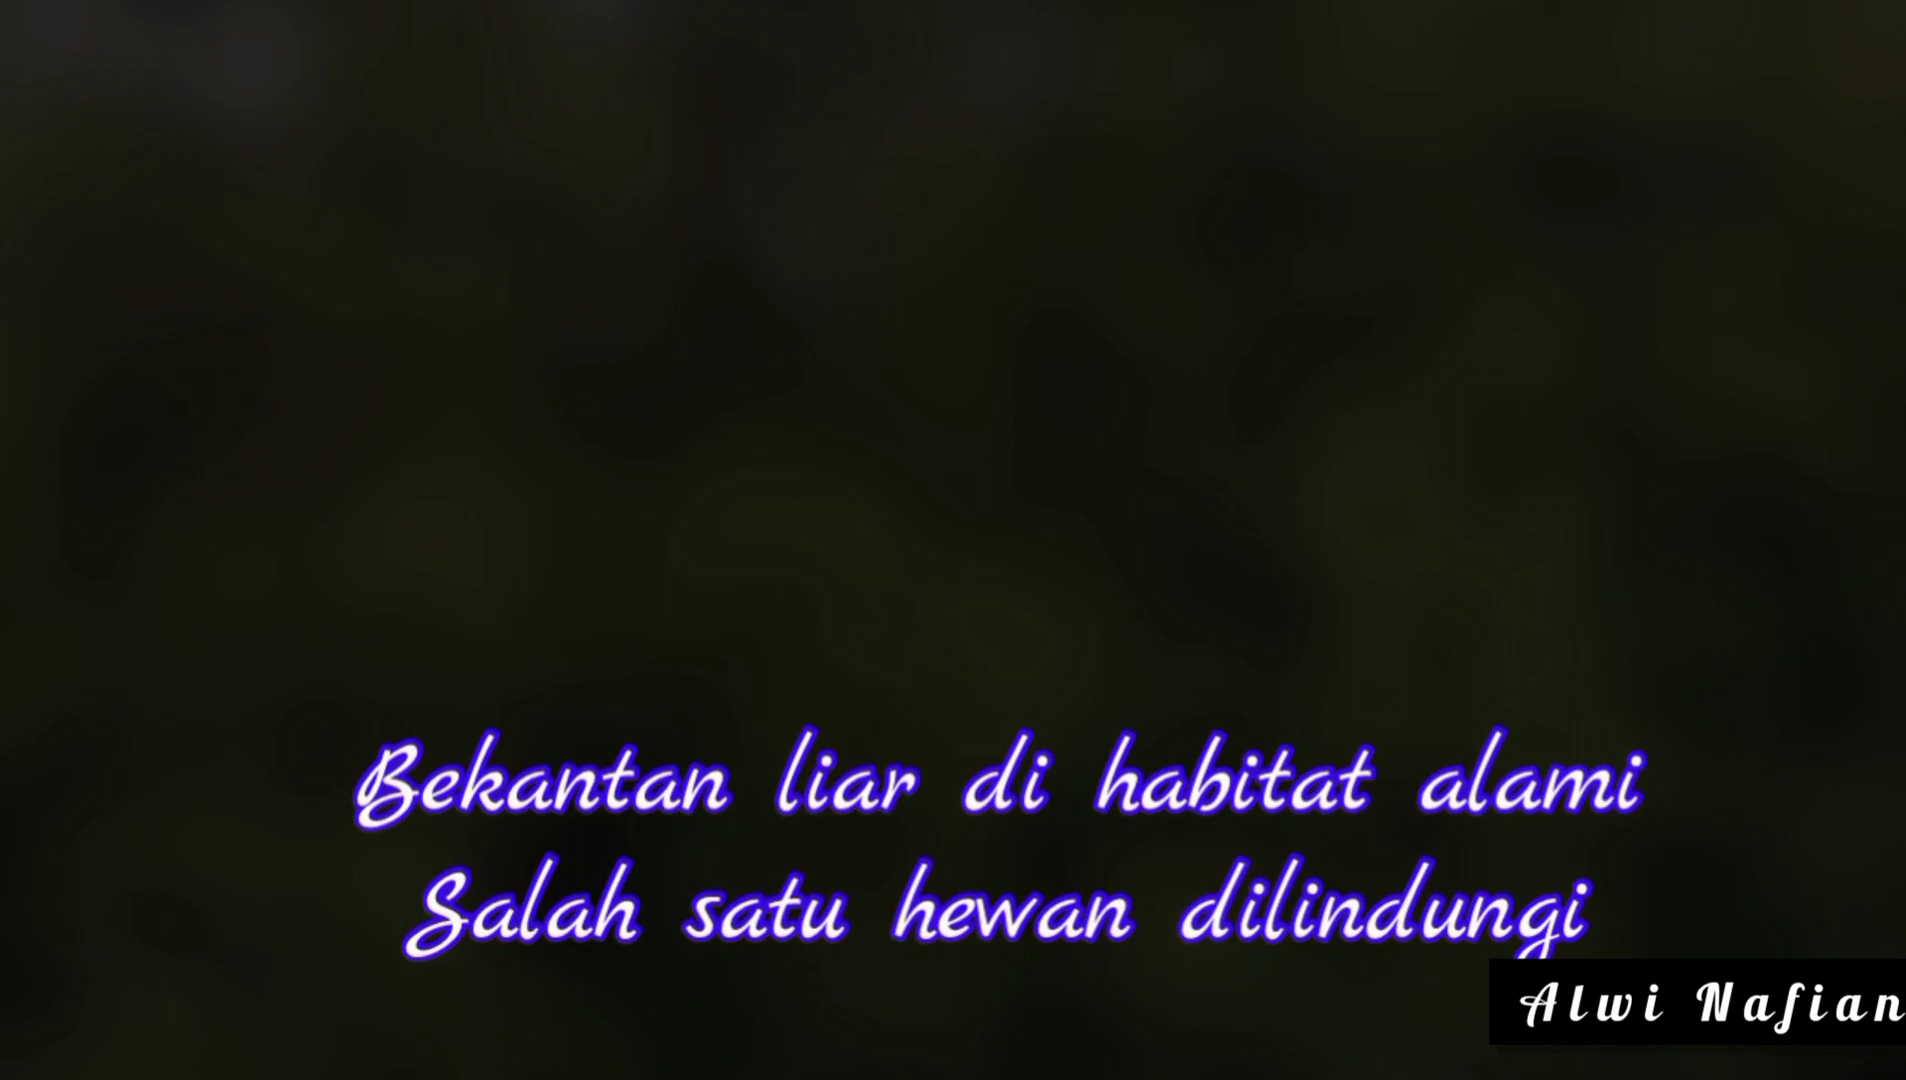 Bekantan liar di habitat alami
Salah satu hewan dilindungi
Alwi Nafian